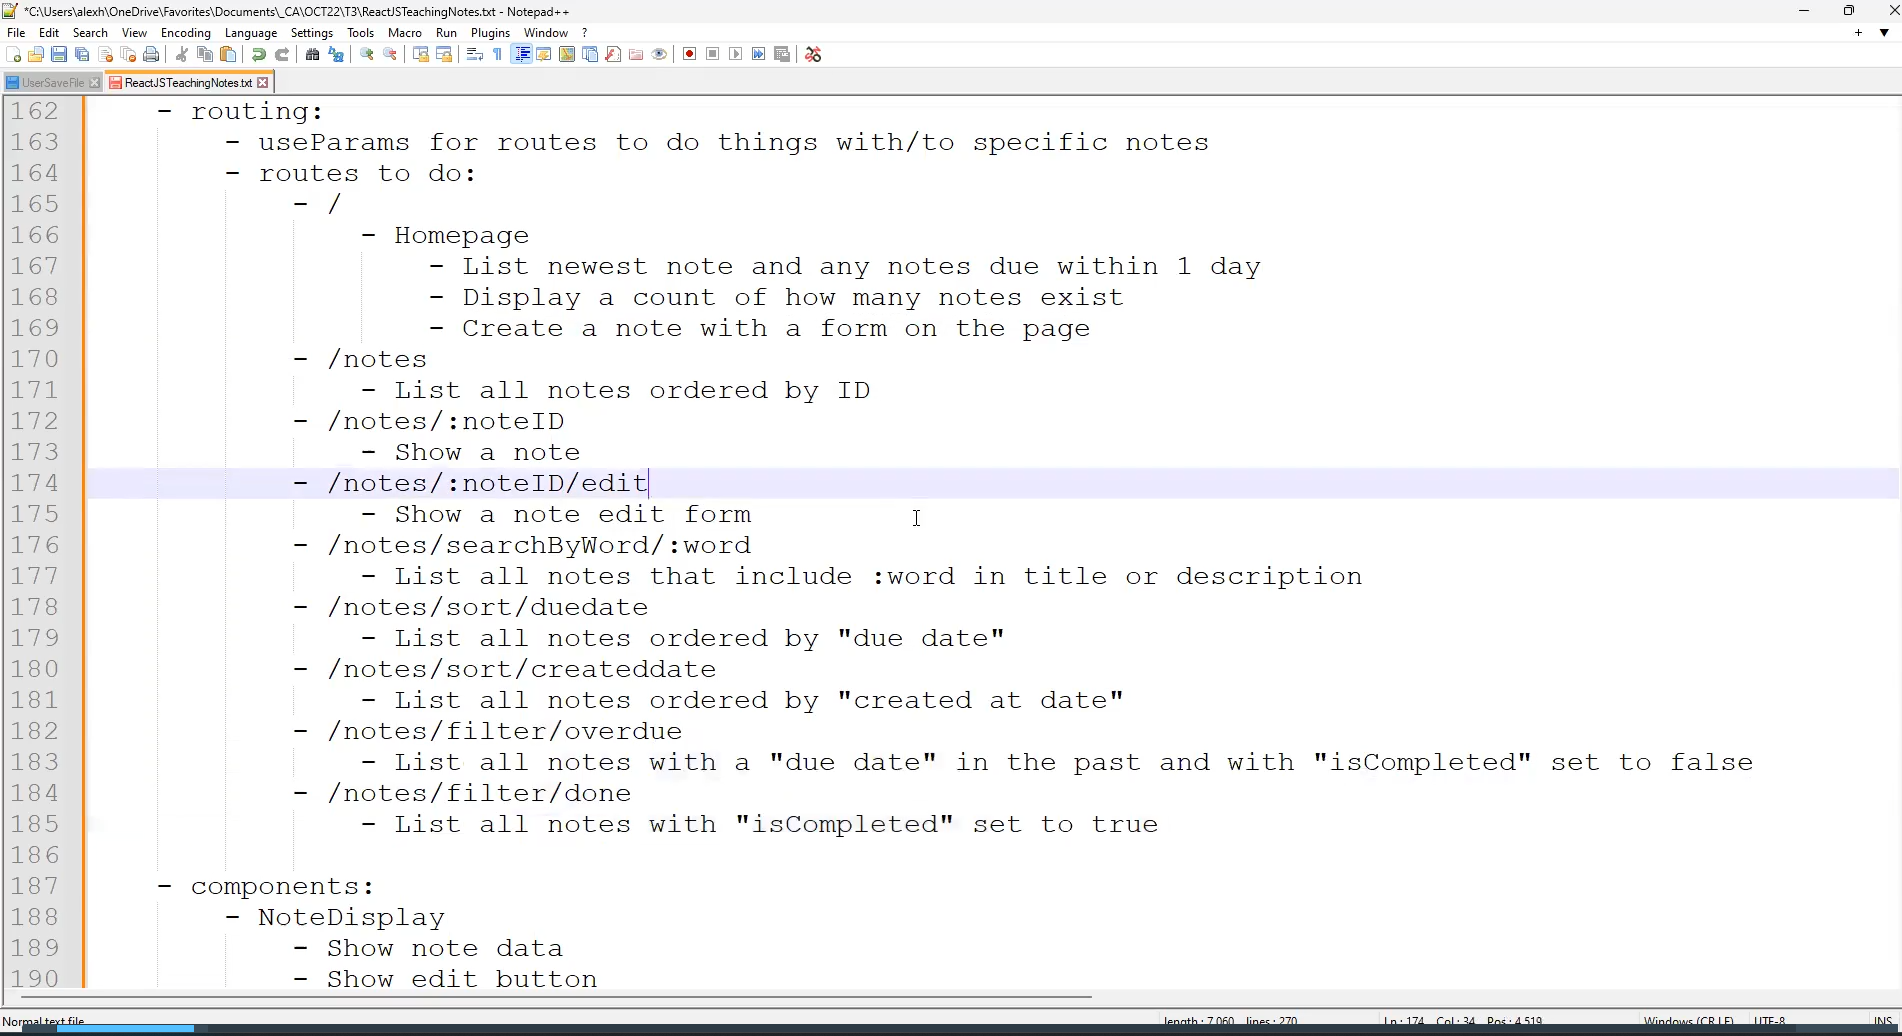 *C:\Users\alexh\OneDrive\Favorites\Documents\_CA\OCT22\T3\ReactJSTeachingNotes.txt - Notepad++
File Edit Search View Encoding Language Settings Tools Macro Run Plugins Window ?
UserSaveFile ReactJSTeachingNotes.txt
162 - routing:
163 - useParams for routes to do things with/to specific notes
164 - routes to do:
165 - /
166 - Homepage
167 - List newest note and any notes due within 1 day
168 - Display a count of how many notes exist
169 - Create a note with a form on the page
170 - /notes
171 - List all notes ordered by ID
172 - /notes/:noteID
173 - Show a note
174 - /notes/:noteID/edit
175 - Show a note edit form
176 - /notes/searchByWord/:word
177 - List all notes that include :word in title or description
178 - /notes/sort/duedate
179 - List all notes ordered by "due date"
180 - /notes/sort/createddate
181 - List all notes ordered by "created at date"
182 - /notes/filter/overdue
183 - List all notes with a "due date" in the past and with "isCompleted" set to false
184 - /notes/filter/done
185 - List all notes with "isCompleted" set to true
186
187 - components:
188 - NoteDisplay
189 - Show note data
190 - Show edit button
Normal text file length : 7,060 lines : 270 Ln : 174 Col : 34 Pos : 4,519 Windows (CR LF) UTF-8 INS